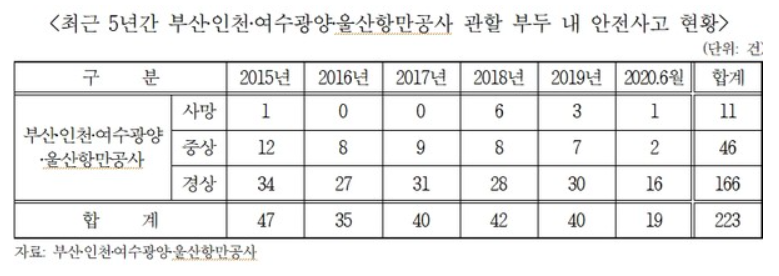 <최근 5년간 부산·인천·여수광양·울산항만공사 관할 부두 내 안전사고 현황>
(단위: 건)
구 분 2015년 2016년 2017년 2018년 2019년 2020.6월 합계
부산·인천·여수광양·울산항만공사 사망 1 0 0 6 3 1 11
중상 12 8 9 8 7 2 46
경상 34 27 31 28 30 16 166
합 계 47 35 40 42 40 19 223
자료: 부산·인천·여수광양·울산항만공사